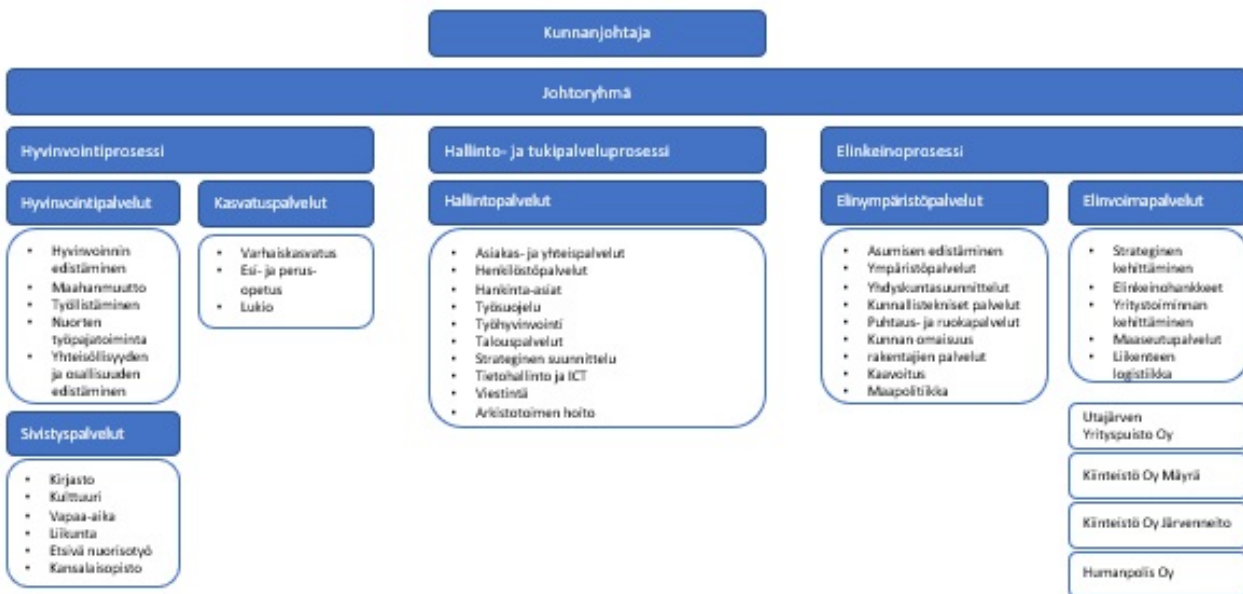 Kunnanjohtaja
Johtoryhmä
Hyvinvointiprosessi
Hyvinvointipalvelut
• Hyvinvoinnin
edistäminen
• Maahanmuutto
• Työllistäminen
• Nuorten
työpajatoiminta
• Yhteisöllisyyden
ja osallisuuden
edistäminen
Sivistyspalvelut
• Kirjasto
• Kulttuuri
• Vapaa-aika
• Liikunta
• Etsivä nuorisotyö
• Kansalaisopisto
Kasvatuspalvelut
• Varhaiskasvatus
• Esi- ja perus-
opetus
• Lukio
Hallinto- ja tukipalveluprosessi
Hallintopalvelut
• Asiakas- ja yhteispalvelut
• Henkilöstöpalvelut
• Hankinta-asiat
• Työsuojelu
• Työhyvinvointi
• Talouspalvelut
• Strateginen suunnittelu
• Tietohallinto ja ICT
• Viestintä
• Arkistotoimen hoito
Elinkeinoprosessi
Elinympäristöpalvelut
• Asumisen edistäminen
• Ympäristöpalvelut
• Yhdyskuntasuunnittelut
• Kunnallistekniset palvelut
• Puhtaus- ja ruokapalvelut
• Kunnan omaisuus
• rakentajien palvelut
• Kaavoitus
• Maapolitiikka
Elinvoimapalvelut
• Strateginen
kehittäminen
• Elinkeinohankkeet
• Yritystoiminnan
kehittäminen
• Maaseutupalvelut
• Liikenteen
logistiikka
Utajärven
Yrityspuisto Oy
Kiinteistö Oy Mäyrä
Kiinteistö Oy Järvenneito
Humanpolis Oy